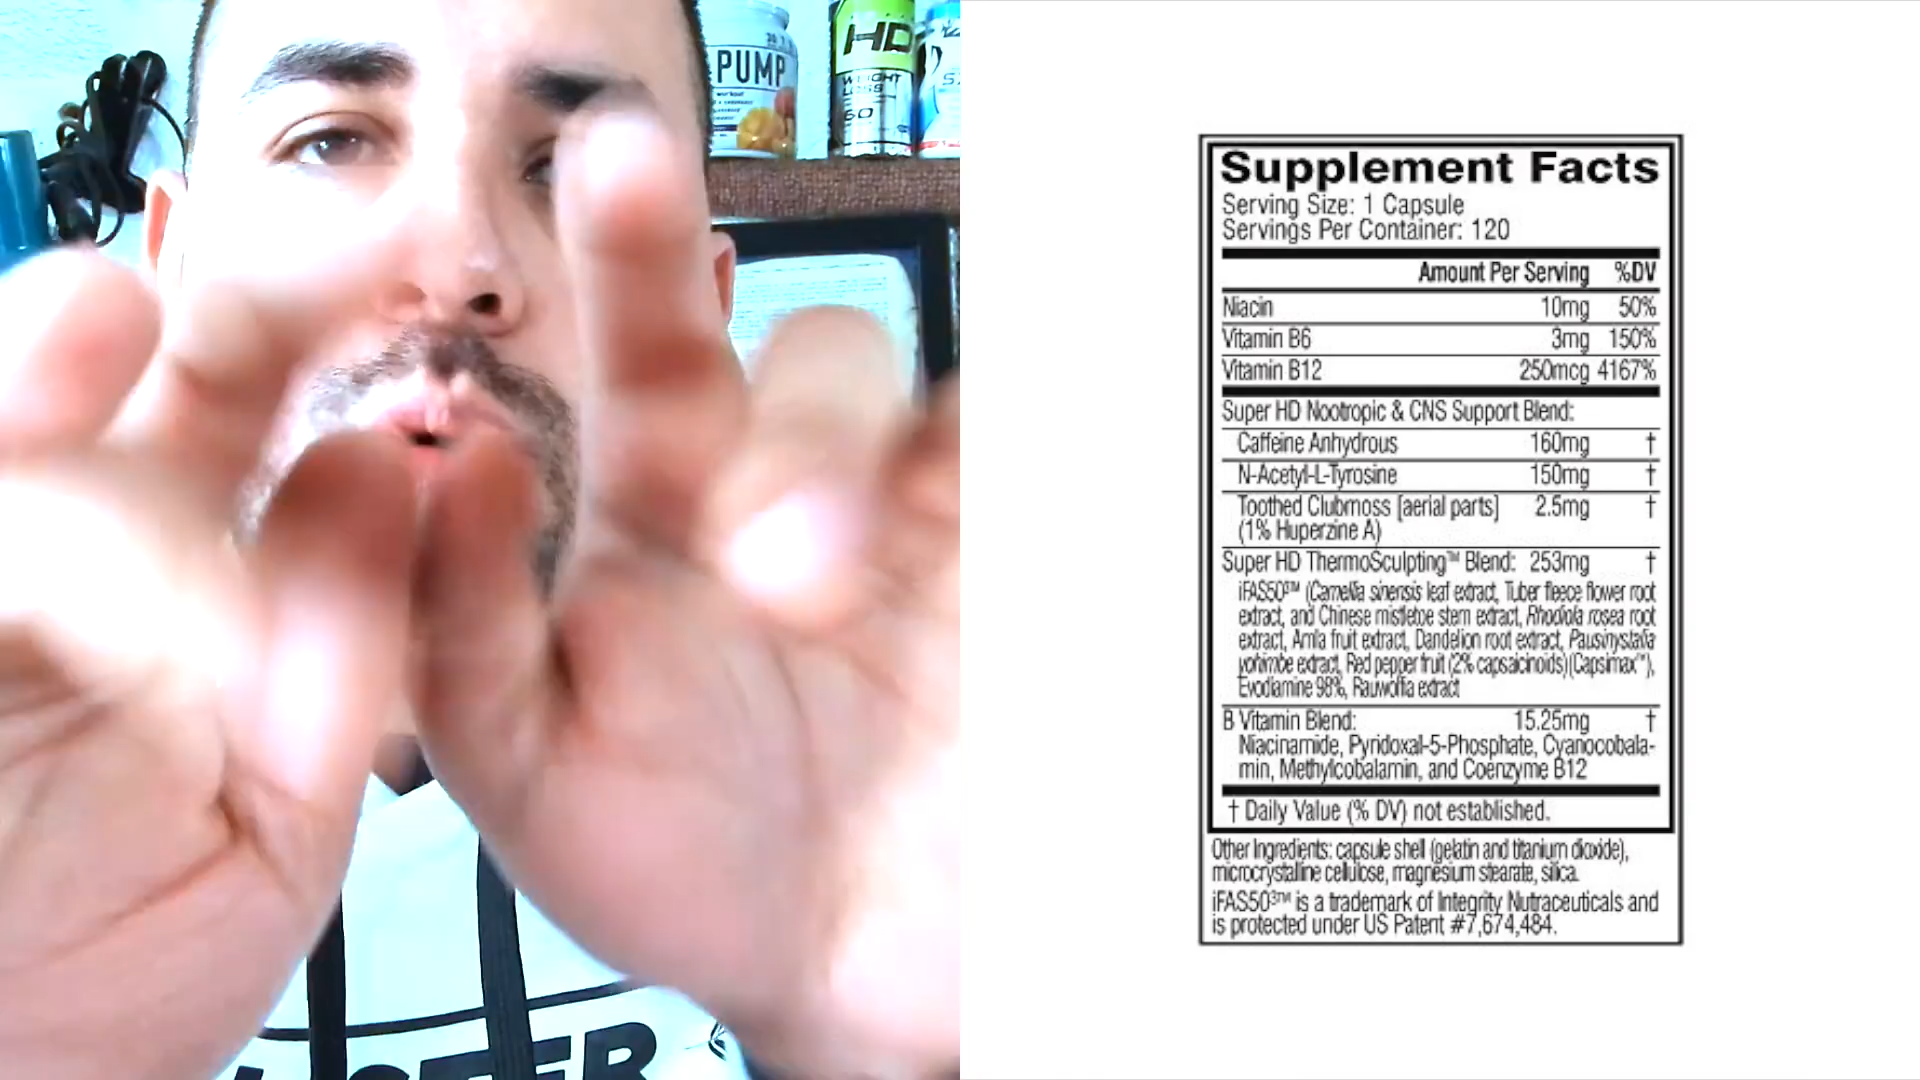 PUMP
HD
WEIGHT
LOSS
60
Supplement Facts
Serving Size: 1 Capsule
Servings Per Container: 120
Amount Per Serving %DV
Niacin 10mg 50%
Vitamin B6 3mg 150%
Vitamin B12 250mcg 4167%
Super HD Nootropic & CNS Support Blend:
Caffeine Anhydrous 160mg †
N-Acetyl-L-Tyrosine 150mg †
Toothed Clubmoss [aerial parts] 2.5mg †
(1% Huperzine A)
Super HD ThermoSculpting™ Blend: 253mg †
iFAS50³™ (Camellia sinensis leaf extract, Tuber fleece flower root
extract, and Chinese mistletoe stem extract, Rhodiola rosea root
extract, Amla fruit extract, Dandelion root extract, Pausinystalia
yohimbe extract, Red pepper fruit (2% capsaicinoids)(Capsimax™),
Evodiamine 98%, Rauwolfia extract
B Vitamin Blend: 15.25mg †
Niacinamide, Pyridoxal-5-Phosphate, Cyanocobala-
min, Methylcobalamin, and Coenzyme B12
† Daily Value (% DV) not established.
Other Ingredients: capsule shell (gelatin and titanium dioxide),
microcrystalline cellulose, magnesium stearate, silica.
iFAS50³™ is a trademark of Integrity Nutraceuticals and
is protected under US Patent #7,674,484.